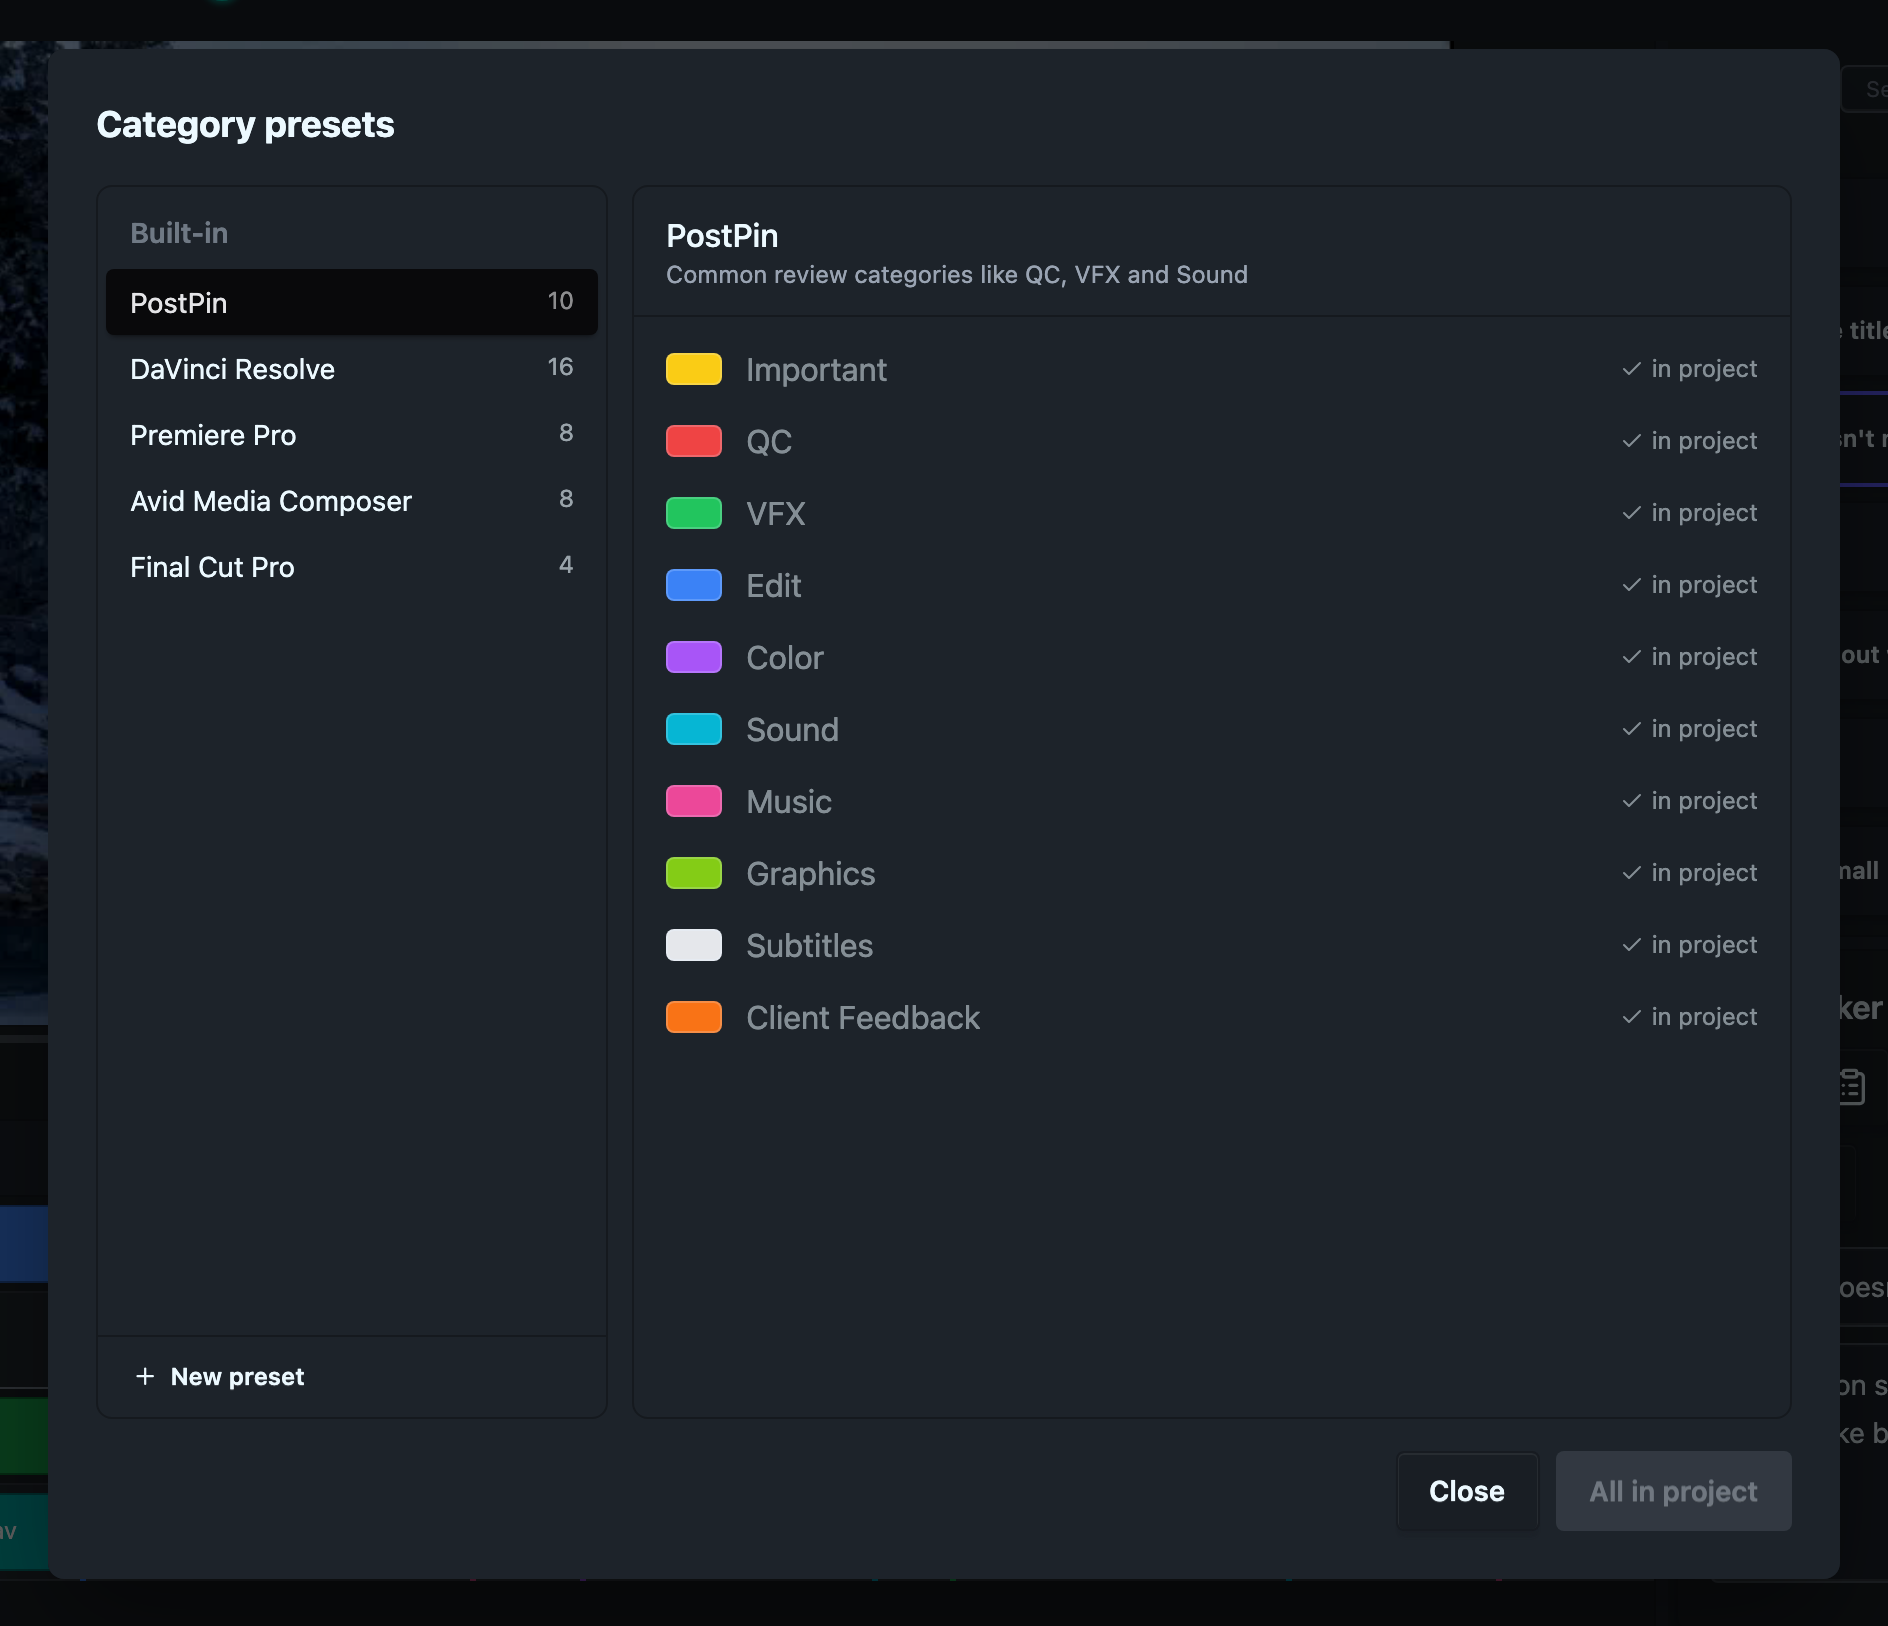 Category presets
Built-in
PostPin 10
DaVinci Resolve 16
Premiere Pro 8
Avid Media Composer 8
Final Cut Pro 4
+ New preset
PostPin
Common review categories like QC, VFX and Sound
Important ✓ in project
QC ✓ in project
VFX ✓ in project
Edit ✓ in project
Color ✓ in project
Sound ✓ in project
Music ✓ in project
Graphics ✓ in project
Subtitles ✓ in project
Client Feedback ✓ in project
Close
All in project
title
out